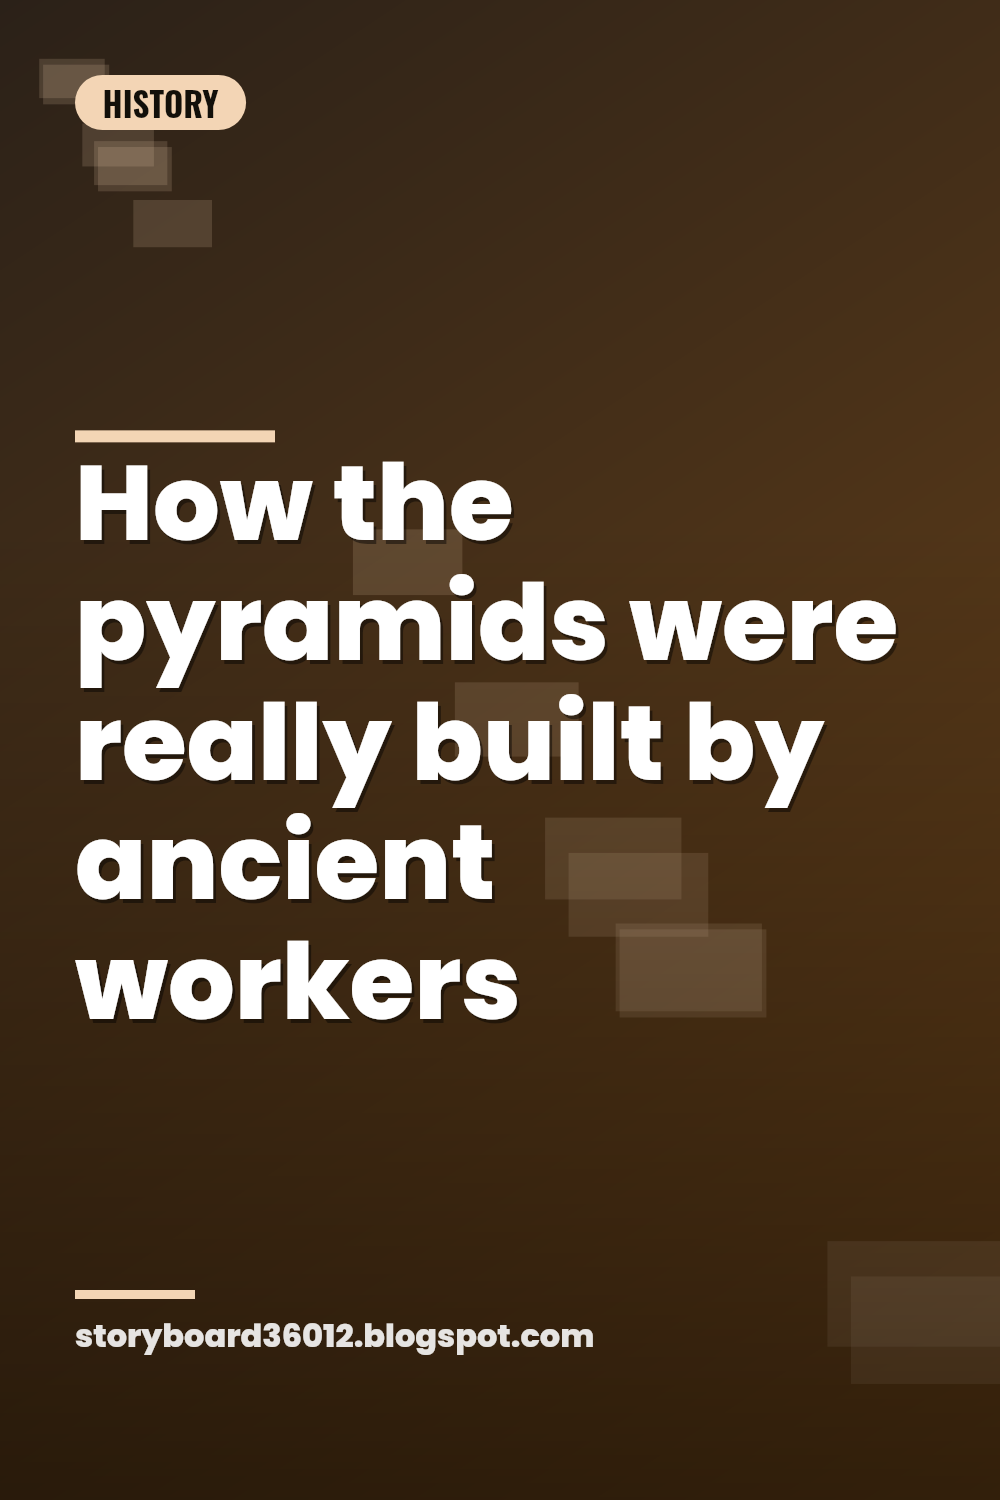 HISTORY
How the
pyramids were
really built by
ancient
workers
storyboard36012.blogspot.com